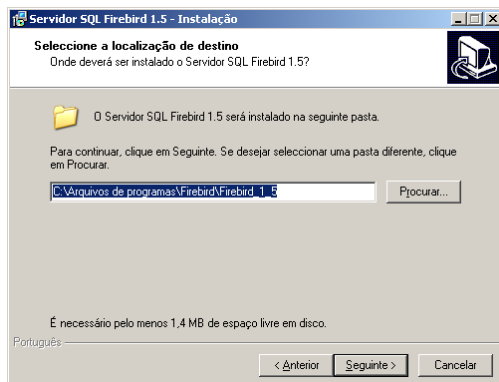 Servidor SQL Firebird 1.5 - Instalação
Seleccione a localização de destino
Onde deverá ser instalado o Servidor SQL Firebird 1.5?
O Servidor SQL Firebird 1.5 será instalado na seguinte pasta.
Para continuar, clique em Seguinte. Se desejar seleccionar uma pasta diferente, clique
em Procurar.
C:\Arquivos de programas\Firebird\Firebird_1_5
Procurar...
É necessário pelo menos 1,4 MB de espaço livre em disco.
Português
< Anterior
Seguinte >
Cancelar